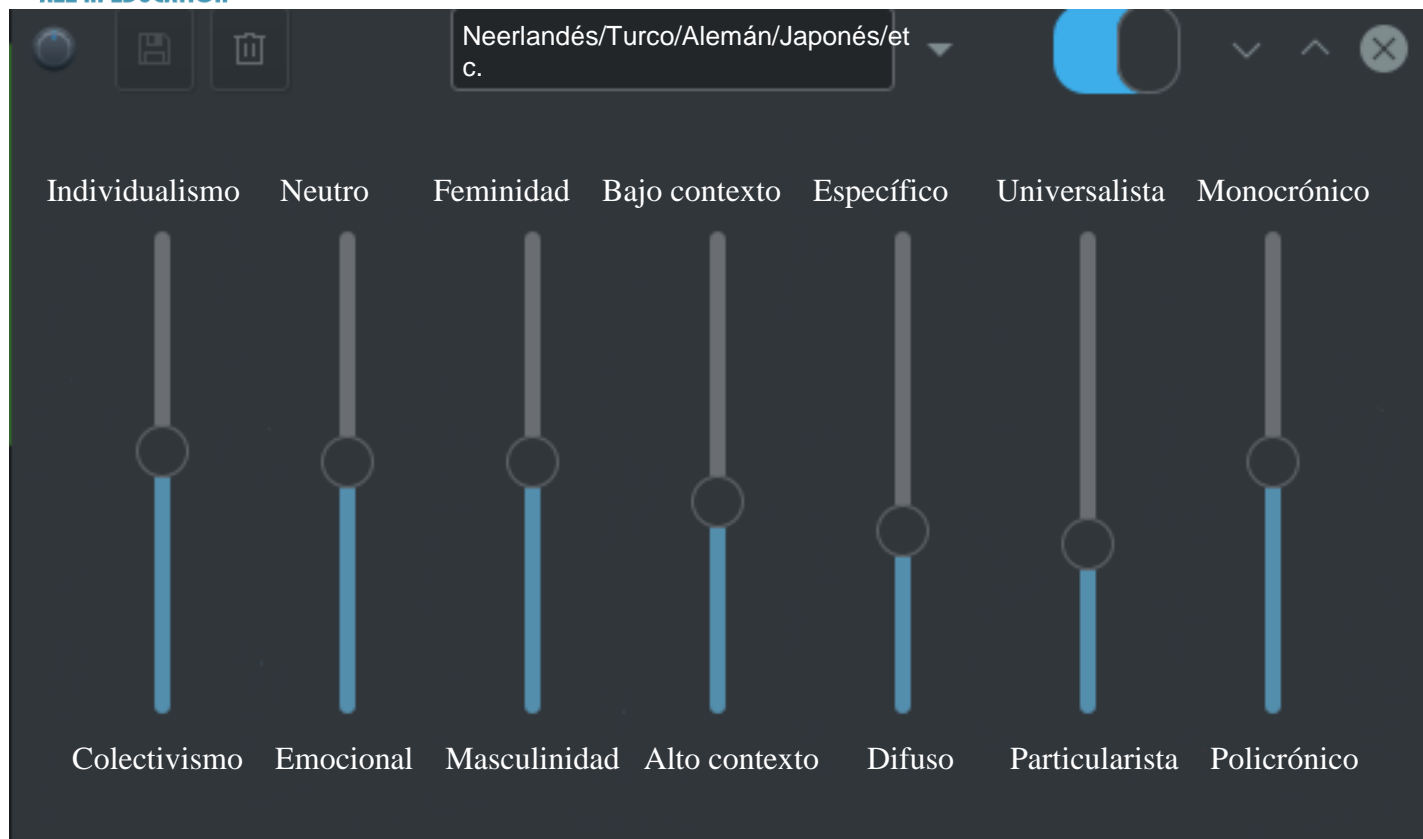 Neerlandés/Turco/Alemán/Japonés/et
c.
Individualismo Neutro Feminidad Bajo contexto Específico Universalista Monocrónico
Colectivismo Emocional Masculinidad Alto contexto Difuso Particularista Policrónico